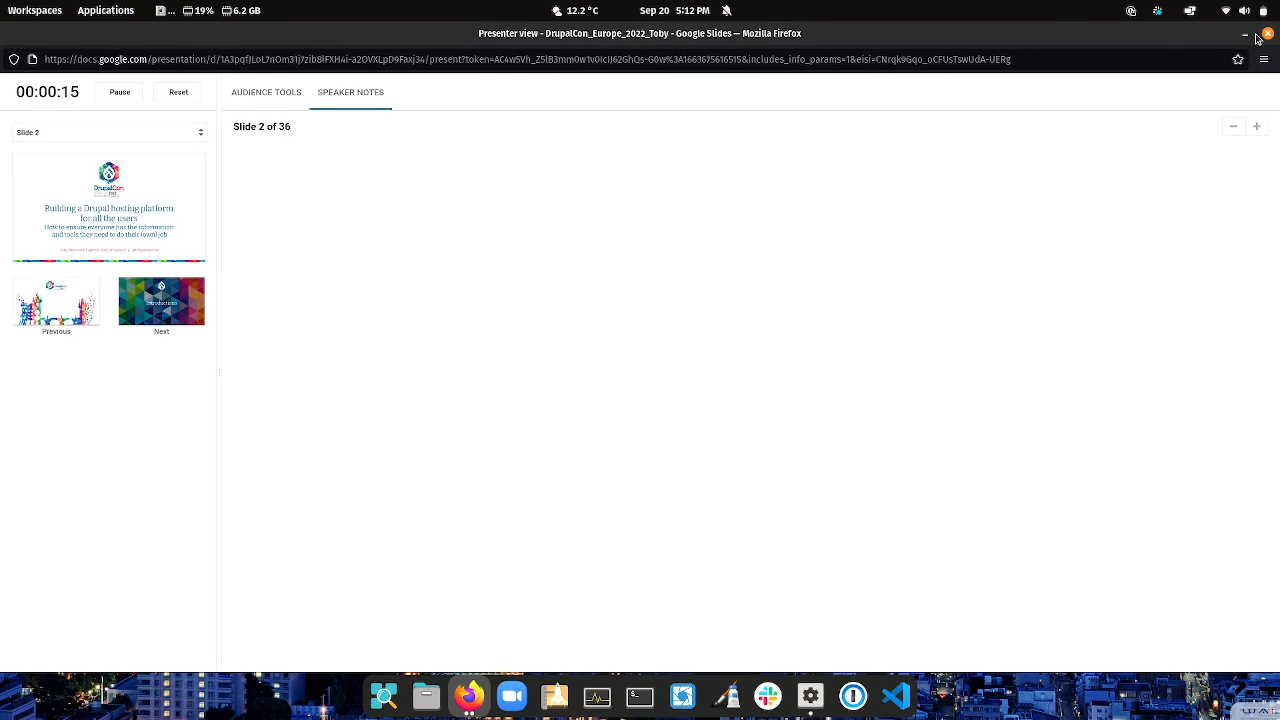 Workspaces Applications ... 19% 6.2 GB 12.2 °C Sep 20 5:12 PM
Presenter view - DrupalCon_Europe_2022_Toby - Google Slides — Mozilla Firefox
00:00:15 Pause Reset
AUDIENCE TOOLS SPEAKER NOTES
Slide 2
Slide 2 of 36
DrupalCon
Building a Drupal hosting platform
for all the users
How to ensure everyone has the information
and tools they need to do their (own) job
Introductions
Previous Next